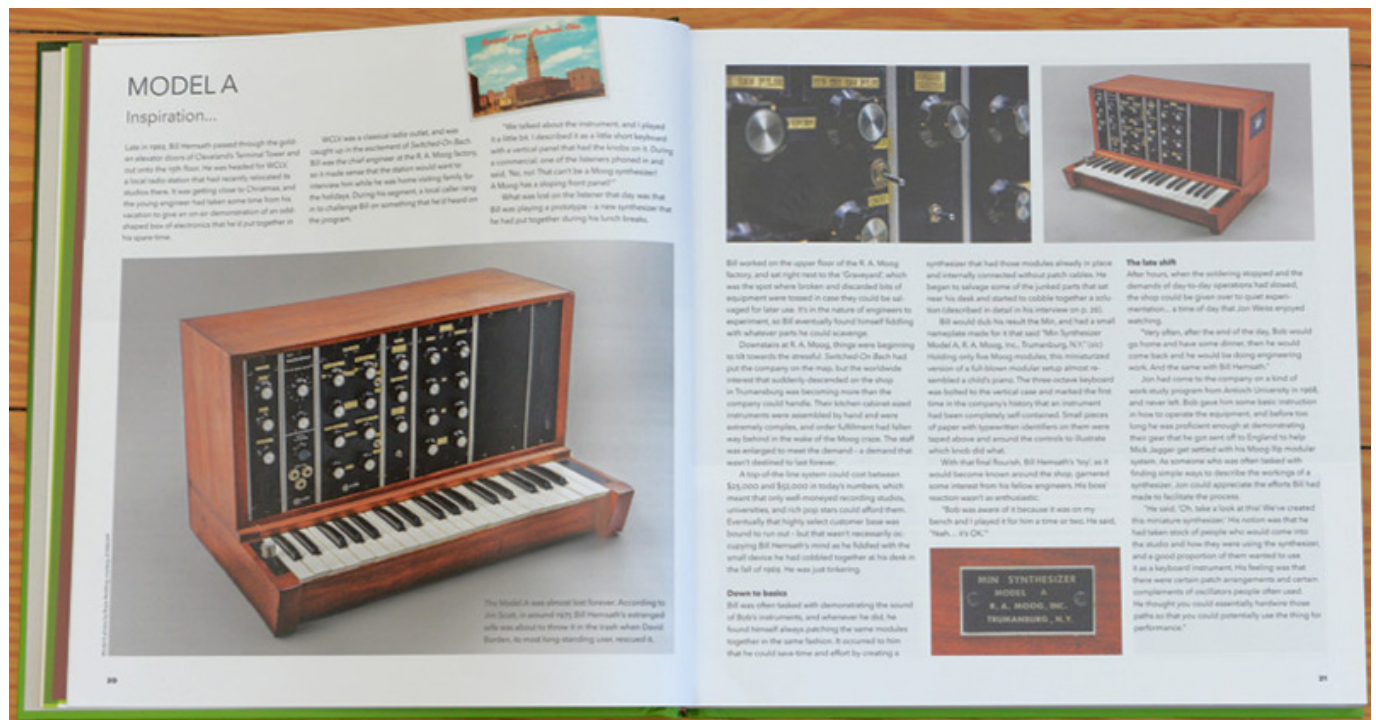 MODEL A
Inspiration...
Late in 1969, Bill Hemsath passed through the gold-
en elevator doors of Cleveland's Terminal Tower and
out onto the 15th floor. He was headed for WCLV,
a local radio station that had recently relocated its
studios there. It was getting close to Christmas, and
the young engineer had taken some time from his
vacation to give an on-air demonstration of an odd-
shaped box of electronics that he'd put together in
his spare time.
WCLV was a classical radio outlet, and was
caught up in the excitement of Switched-On Bach.
Bill was the chief engineer at the R. A. Moog factory,
so it made sense that the station would want to
interview him while he was home visiting family for
the holidays. During his segment, a local caller rang
in to challenge Bill on something that he'd heard on
the program.
"We talked about the instrument, and I played
it a little bit. I described it as a little short keyboard
with a vertical panel that had the knobs on it. During
a commercial, one of the listeners phoned in and
said, 'No, no! That can't be a Moog synthesizer!
A Moog has a sloping front panel!'"
What was lost on the listener that day was that
Bill was playing a prototype – a new synthesizer that
he had put together during his lunch breaks.
The Model A was almost lost forever. According to
Jim Scott, in around 1971 Bill Hemsath's estranged
wife was about to throw it in the trash when David
Borden, its most long-standing user, rescued it.
20
Bill worked on the upper floor of the R. A. Moog
factory, and sat right next to the 'Graveyard', which
was the spot where broken and discarded bits of
equipment were tossed in case they could be sal-
vaged for later use. It's in the nature of engineers to
experiment, so Bill eventually found himself fiddling
with whatever parts he could scavenge.
Downstairs at R. A. Moog, things were beginning
to tilt towards the stressful. Switched-On Bach had
put the company on the map, but the worldwide
interest that suddenly descended on the shop
in Trumansburg was becoming more than the
company could handle. Their kitchen-cabinet sized
instruments were assembled by hand and were
extremely complex, and order fulfillment had fallen
way behind in the wake of the Moog craze. The staff
was enlarged to meet the demand – a demand that
wasn't destined to last forever.
A top-of-the-line system could cost between
$25,000 and $52,000 in today's numbers, which
meant that only well-moneyed recording studios,
universities, and rich pop stars could afford them.
Eventually that highly select customer base was
bound to run out - but that wasn't necessarily oc-
cupying Bill Hemsath's mind as he fiddled with the
small device he had cobbled together at his desk in
the fall of 1969. He was just tinkering.
Down to basics
Bill was often tasked with demonstrating the sound
of Bob's instruments, and whenever he did, he
found himself always patching the same modules
together in the same fashion. It occurred to him
that he could save time and effort by creating a
synthesizer that had those modules already in place
and internally connected without patch cables. He
began to salvage some of the junked parts that sat
near his desk and started to cobble together a solu-
tion (described in detail in his interview on p.
Bill would dub his result the Min, and had a small
nameplate made for it that said "Min Synthesizer
Model A, R. A. Moog, Inc., Trumanburg, N.Y." (sic)
Holding only five Moog modules, this miniaturized
version of a full-blown modular setup almost re-
sembled a child's piano. The three-octave keyboard
was bolted to the vertical case and marked the first
time in the company's history that an instrument
had been completely self-contained. Small pieces
of paper with typewritten identifiers on them were
taped above and around the controls to illustrate
which knob did what.
With that final flourish, Bill Hemsath's 'toy', as it
would become known around the shop, garnered
some interest from his fellow engineers. His boss'
reaction wasn't as enthusiastic.
"Bob was aware of it because it was on my
bench and I played it for him a time or two. He said,
'Yeah... it's OK.'"
MIN SYNTHESIZER
MODEL A
R. A. MOOG, INC.
TRUMANBURG, N.Y.
The late shift
After hours, when the soldering stopped and the
demands of day-to-day operations had slowed,
the shop could be given over to quiet experi-
mentation... a time of day that Jon Weiss enjoyed
watching.
"Very often, after the end of the day, Bob would
go home and have some dinner, then he would
come back and he would be doing engineering
work. And the same with Bill Hemsath."
Jon had come to the company on a kind of
work study program from Antioch University in 1968,
and never left. Bob gave him some basic instruction
in how to operate the equipment, and before too
long he was proficient enough at demonstrating
their gear that he got sent off to England to help
Mick Jagger get settled with his Moog IIIp modular
system. As someone who was often tasked with
finding simple ways to describe the workings of a
synthesizer, Jon could appreciate the efforts Bill had
made to facilitate the process.
"He said, 'Oh, take a look at this! We've created
this miniature synthesizer.' His notion was that he
had taken stock of people who would come into
the studio and how they were using the synthesizer,
and a good proportion of them wanted to use
it as a keyboard instrument. His feeling was that
there were certain patch arrangements and certain
complements of oscillators people often used.
He thought you could essentially hardwire those
paths so that you could potentially use the thing for
performance."
21